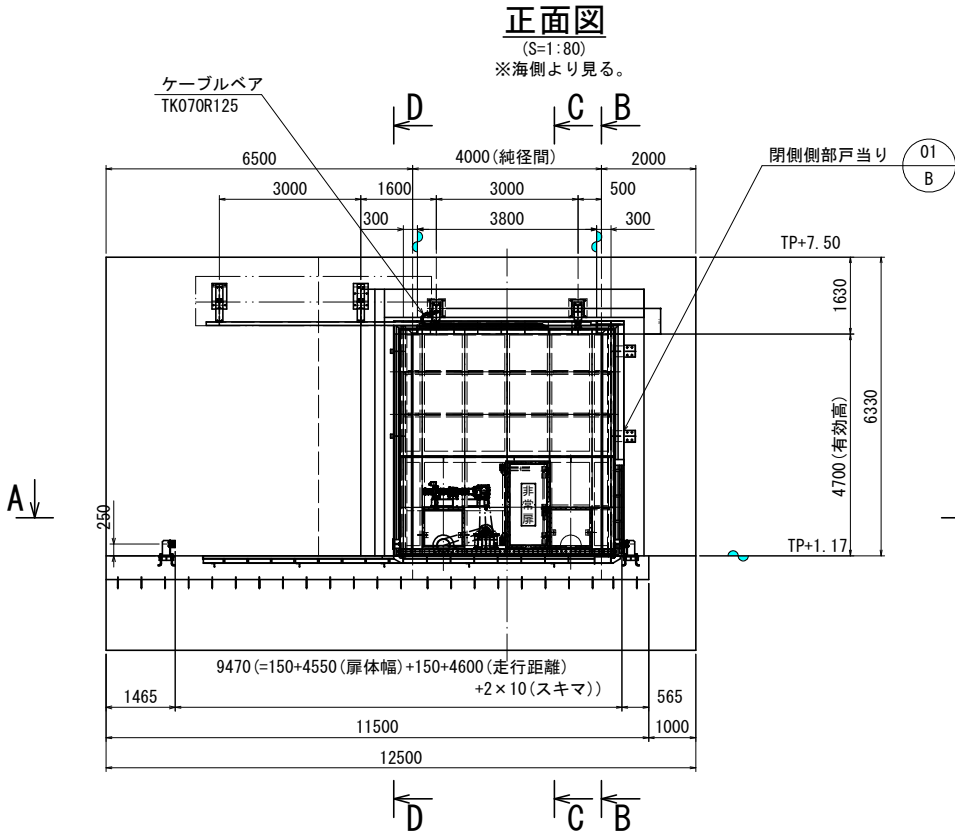 正面図
(S=1:80)
※海側より見る。
ケーブルベア
TK070R125
D
C
B
閉側側部戸当り
01
B
6500
4000(純径間)
2000
3000
1600
3000
500
300
3800
300
TP+7.50
1630
6330
4700(有効高)
非常扉
A
250
TP+1.17
9470(=150+4550(扉体幅)+150+4600(走行距離)
+2×10(スキマ))
1465
565
11500
1000
12500
D
C
B